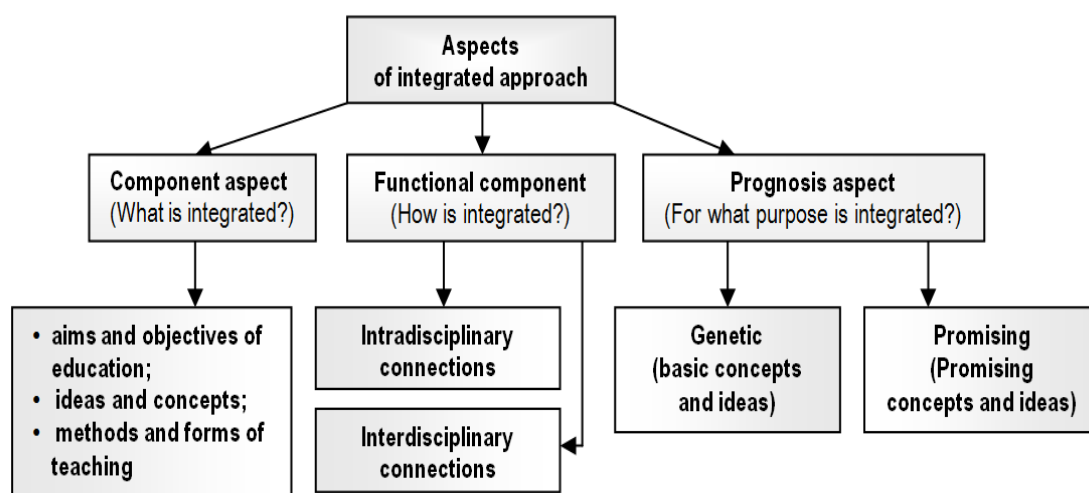 Aspects
of integrated approach
Component aspect
(What is integrated?)
Functional component
(How is integrated?)
Prognosis aspect
(For what purpose is integrated?)
• aims and objectives of
education;
• ideas and concepts;
• methods and forms of
teaching
Intradisciplinary
connections
Interdisciplinary
connections
Genetic
(basic concepts
and ideas)
Promising
(Promising
concepts and ideas)